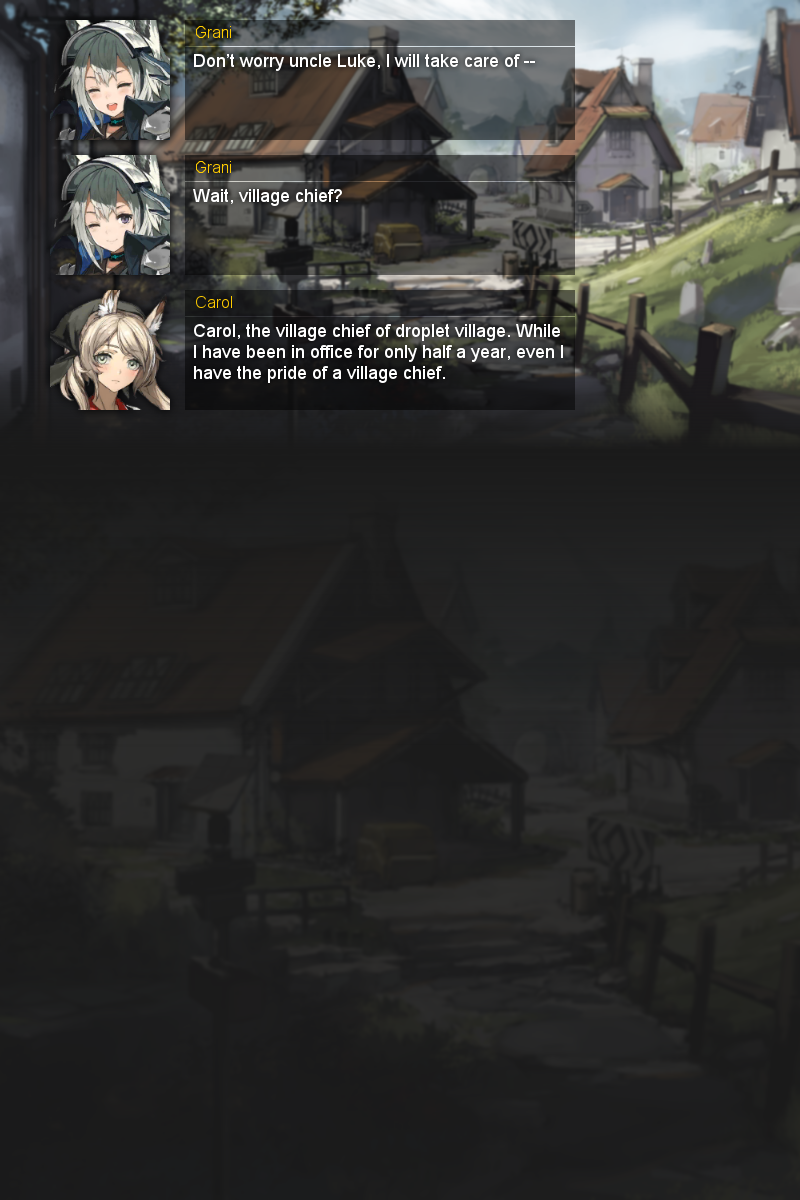 Grani
Don't worry uncle Luke, I will take care of --
Grani
Wait, village chief?
Carol
Carol, the village chief of droplet village. While
I have been in office for only half a year, even I
have the pride of a village chief.